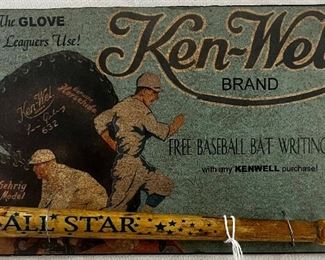 The GLOVE
Leaguers Use!
Ken-Wel
BRAND
Ken-Wel
Horsehide
FREE BASEBALL BAT WRITING
with any KENWELL purchase!
Gehrig
Model
ALL STAR